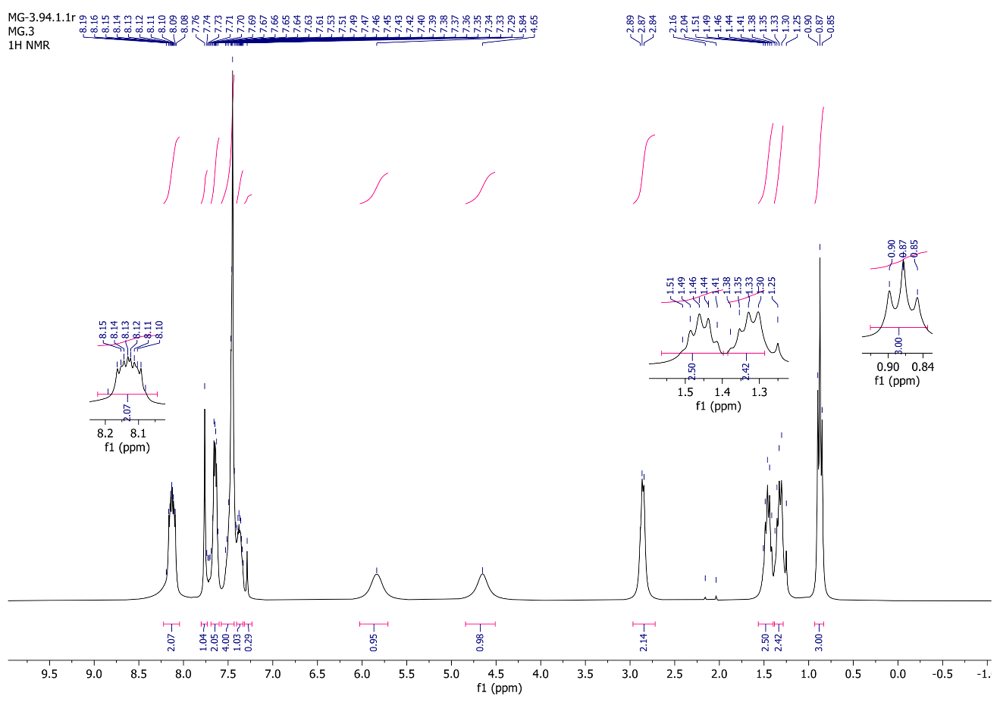 MG-3.94.1.1r
MG.3
1H NMR
8.19 8.16 8.15 8.14 8.13 8.12 8.11 8.10 8.09 8.08 7.76 7.74 7.73 7.71 7.70 7.69 7.67 7.66 7.65 7.64 7.63 7.61 7.53 7.51 7.49 7.47 7.46 7.45 7.43 7.42 7.40 7.39 7.38 7.37 7.36 7.35 7.34 7.33 7.29 5.84 4.65 2.89 2.87 2.84 2.16 2.04 1.51 1.49 1.46 1.44 1.41 1.38 1.35 1.33 1.30 1.25 0.90 0.87 0.85
8.15 8.14 8.13 8.12 8.11 8.10
2.07
8.2 8.1
f1 (ppm)
1.51 1.49 1.46 1.44 1.41 1.38 1.35 1.33 1.30 1.25
2.50 2.42
1.5 1.4 1.3
f1 (ppm)
0.90 0.87 0.85
3.00
0.90 0.84
f1 (ppm)
2.07 1.04 2.05 4.00 1.03 0.29 0.95 0.98 2.14 2.50 2.42 3.00
9.5 9.0 8.5 8.0 7.5 7.0 6.5 6.0 5.5 5.0 4.5 4.0 3.5 3.0 2.5 2.0 1.5 1.0 0.5 0.0 -0.5 -1.
f1 (ppm)